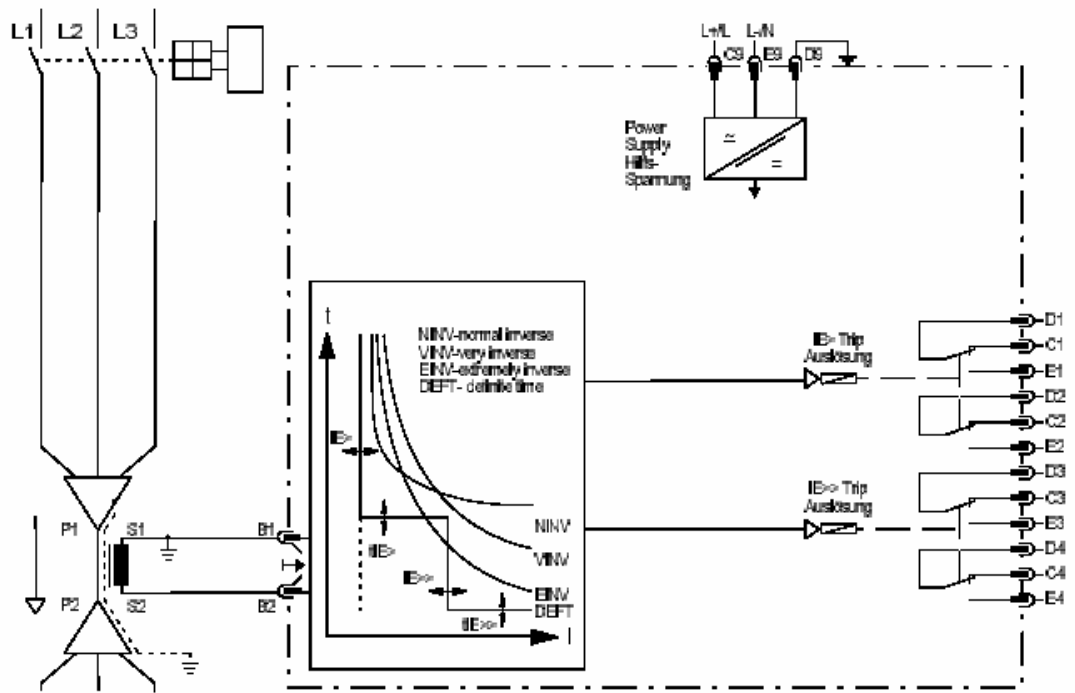 L1 L2 L3
L+/L L-/N
C9 E9 D9
Power
Supply
Hilfs-
Spannung
≃
=
t
NINV-normal inverse
VINV-very inverse
EINV-extremely inverse
DEFT- definite time
IE>
tIE>
IE>>
tIE>>
NINV
VINV
EINV
DEFT
I
IE> Trip
Auslösung
IE>> Trip
Auslösung
P1 S1 B1
P2 S2 B2
D1
C1
E1
D2
C2
E2
D3
C3
E3
D4
C4
E4